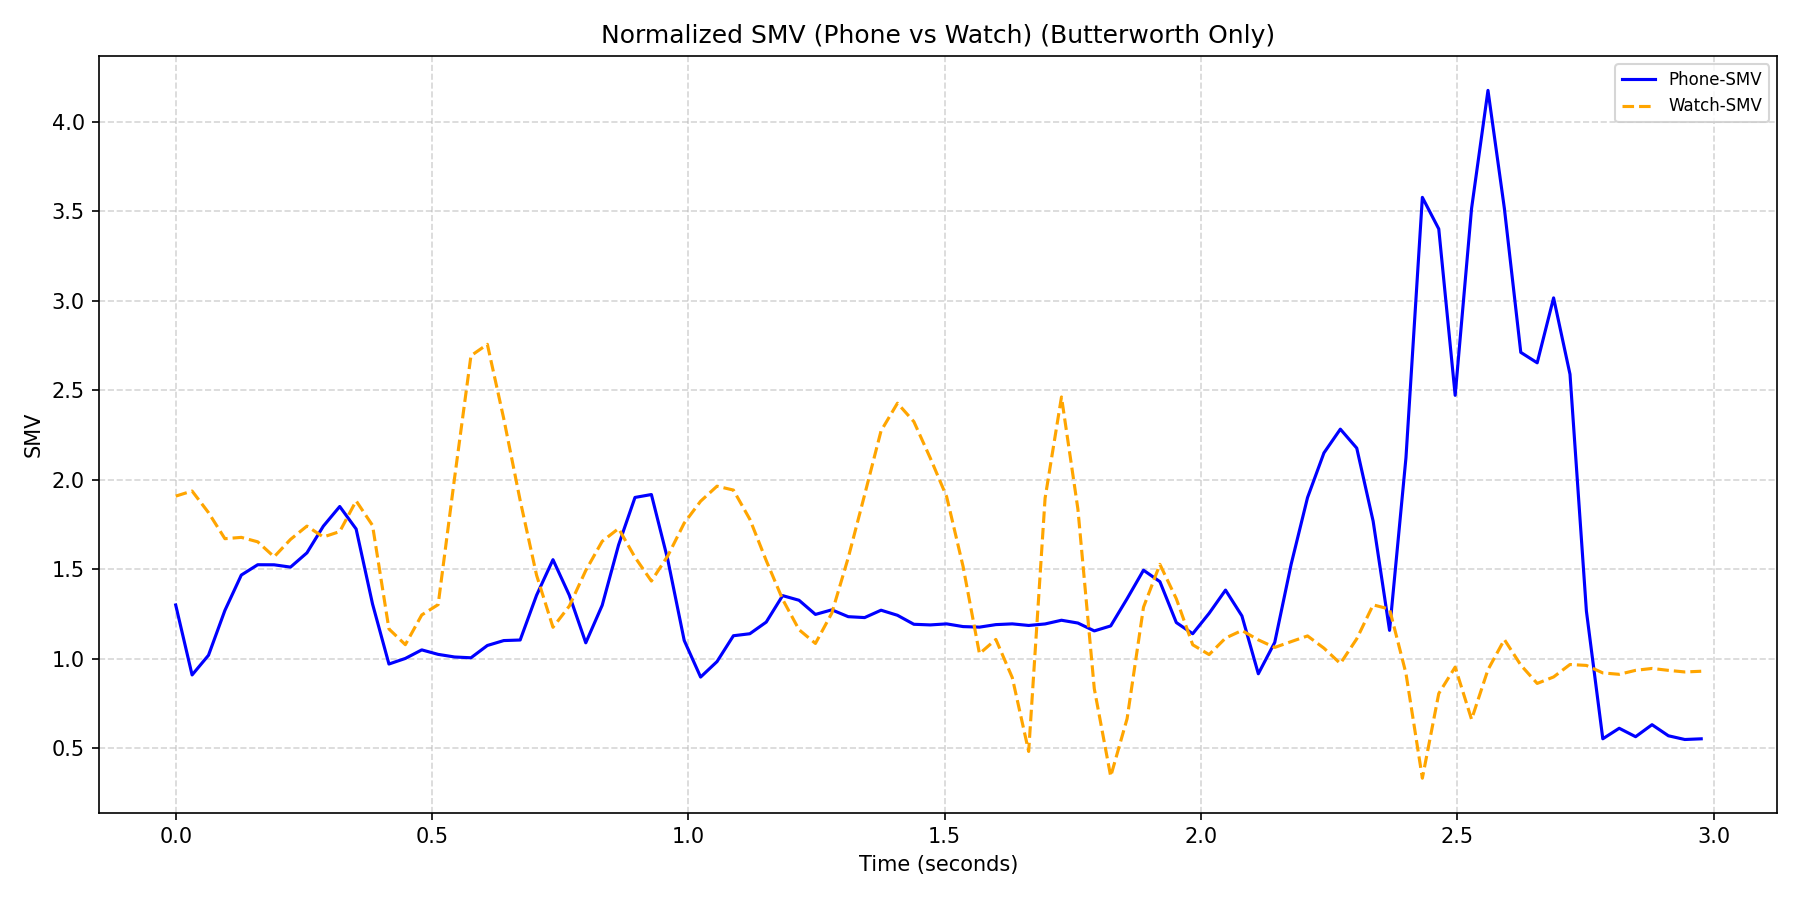 Normalized SMV (Phone vs Watch) (Butterworth Only)
Phone-SMV
Watch-SMV
SMV
4.0
3.5
3.0
2.5
2.0
1.5
1.0
0.5
0.0 0.5 1.0 1.5 2.0 2.5 3.0
Time (seconds)